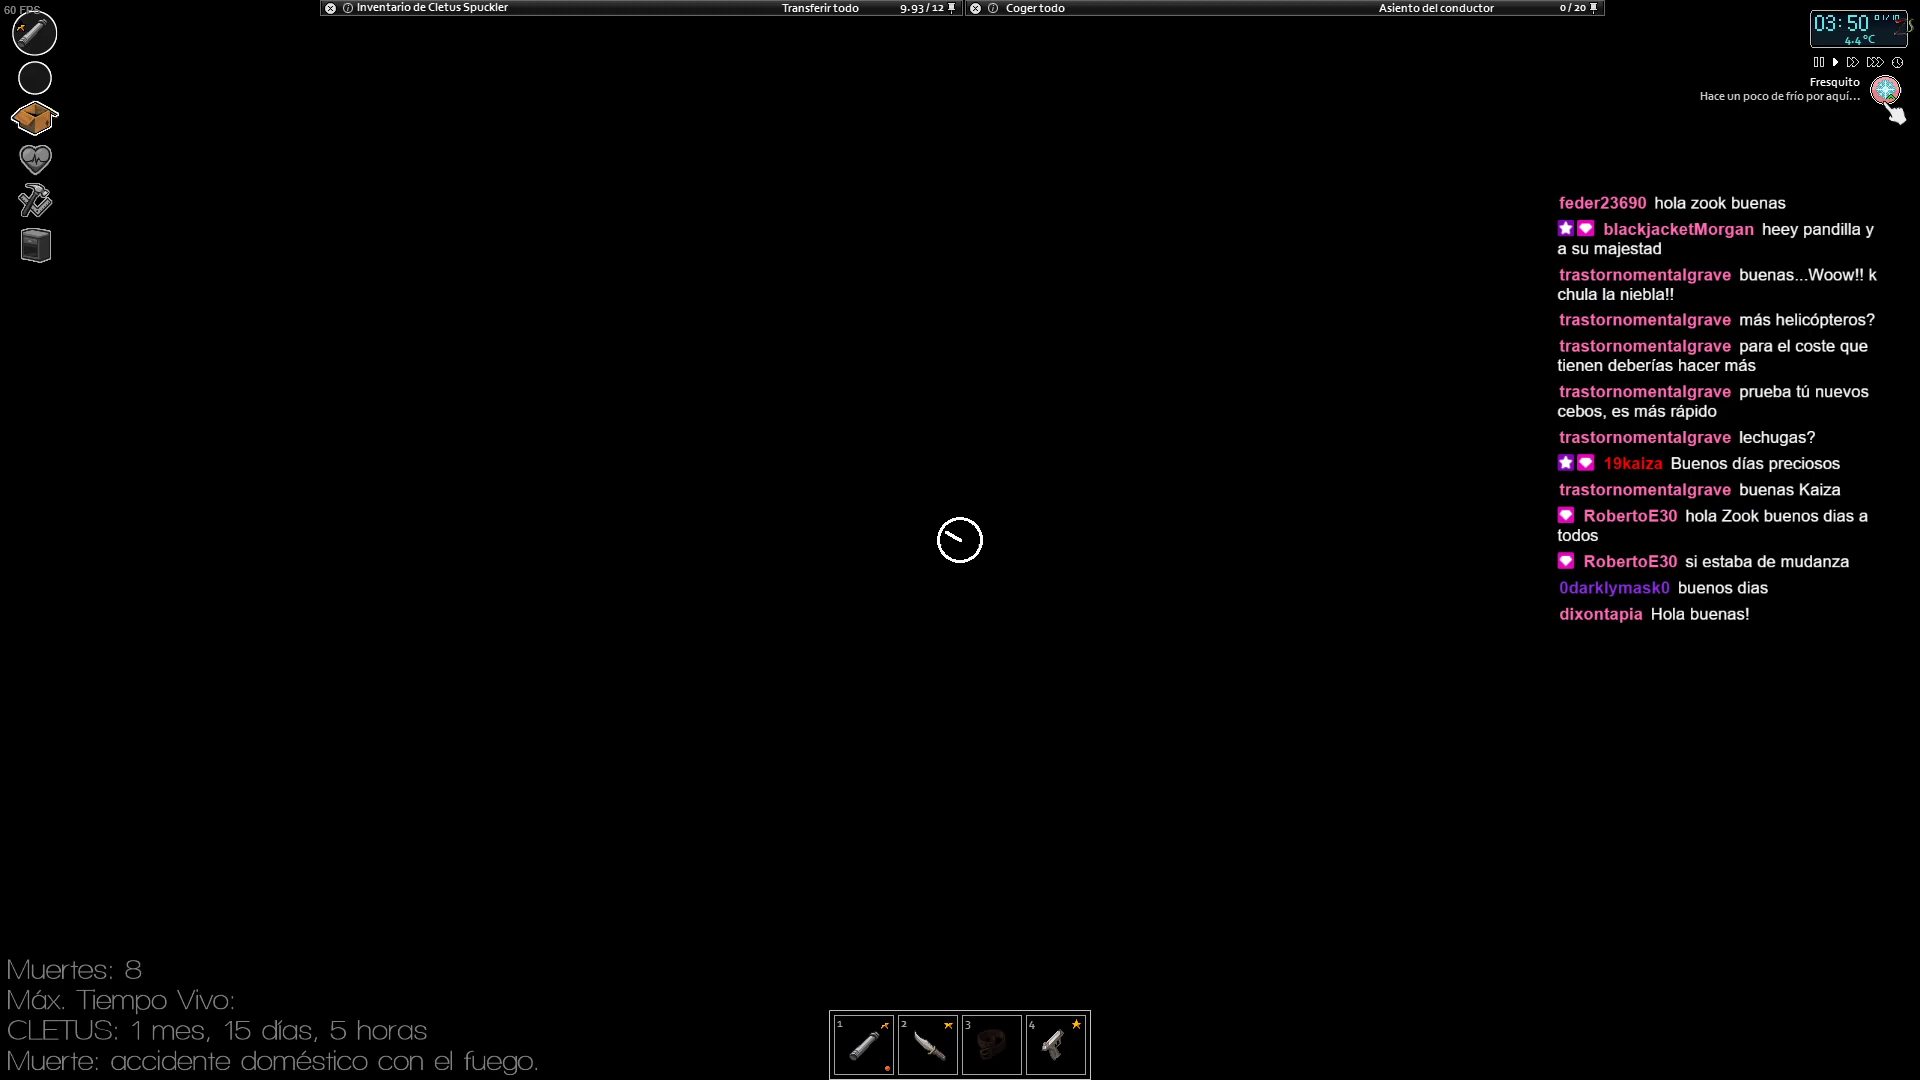 60 FPS
Inventario de Cletus Spuckler
Transferir todo
9.93 / 12
Coger todo
Asiento del conductor
0 / 20
03:50
4.4 °C
Fresquito
Hace un poco de frío por aquí...
feder23690 hola zook buenas
blackjacketMorgan heey pandilla y
a su majestad
trastornomentalgrave buenas...Woow!! k
chula la niebla!!
trastornomentalgrave más helicópteros?
trastornomentalgrave para el coste que
tienen deberías hacer más
trastornomentalgrave prueba tú nuevos
cebos, es más rápido
trastornomentalgrave lechugas?
19kaiza Buenos días preciosos
trastornomentalgrave buenas Kaiza
RobertoE30 hola Zook buenos dias a
todos
RobertoE30 si estaba de mudanza
0darklymask0 buenos dias
dixontapia Hola buenas!
Muertes: 8
Máx. Tiempo Vivo:
CLETUS: 1 mes, 15 días, 5 horas
Muerte: accidente doméstico con el fuego.
1
2
3
4